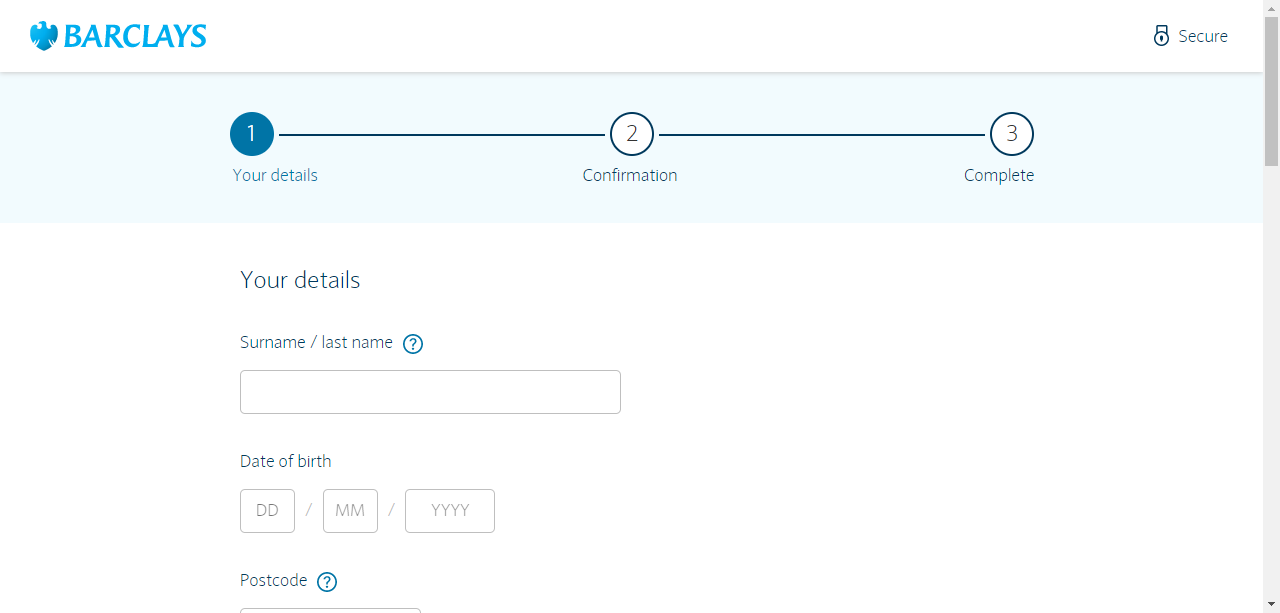 BARCLAYS
Secure
1
2
3
Your details
Confirmation
Complete
Your details
Surname / last name ?
Date of birth
DD / MM / YYYY
Postcode ?